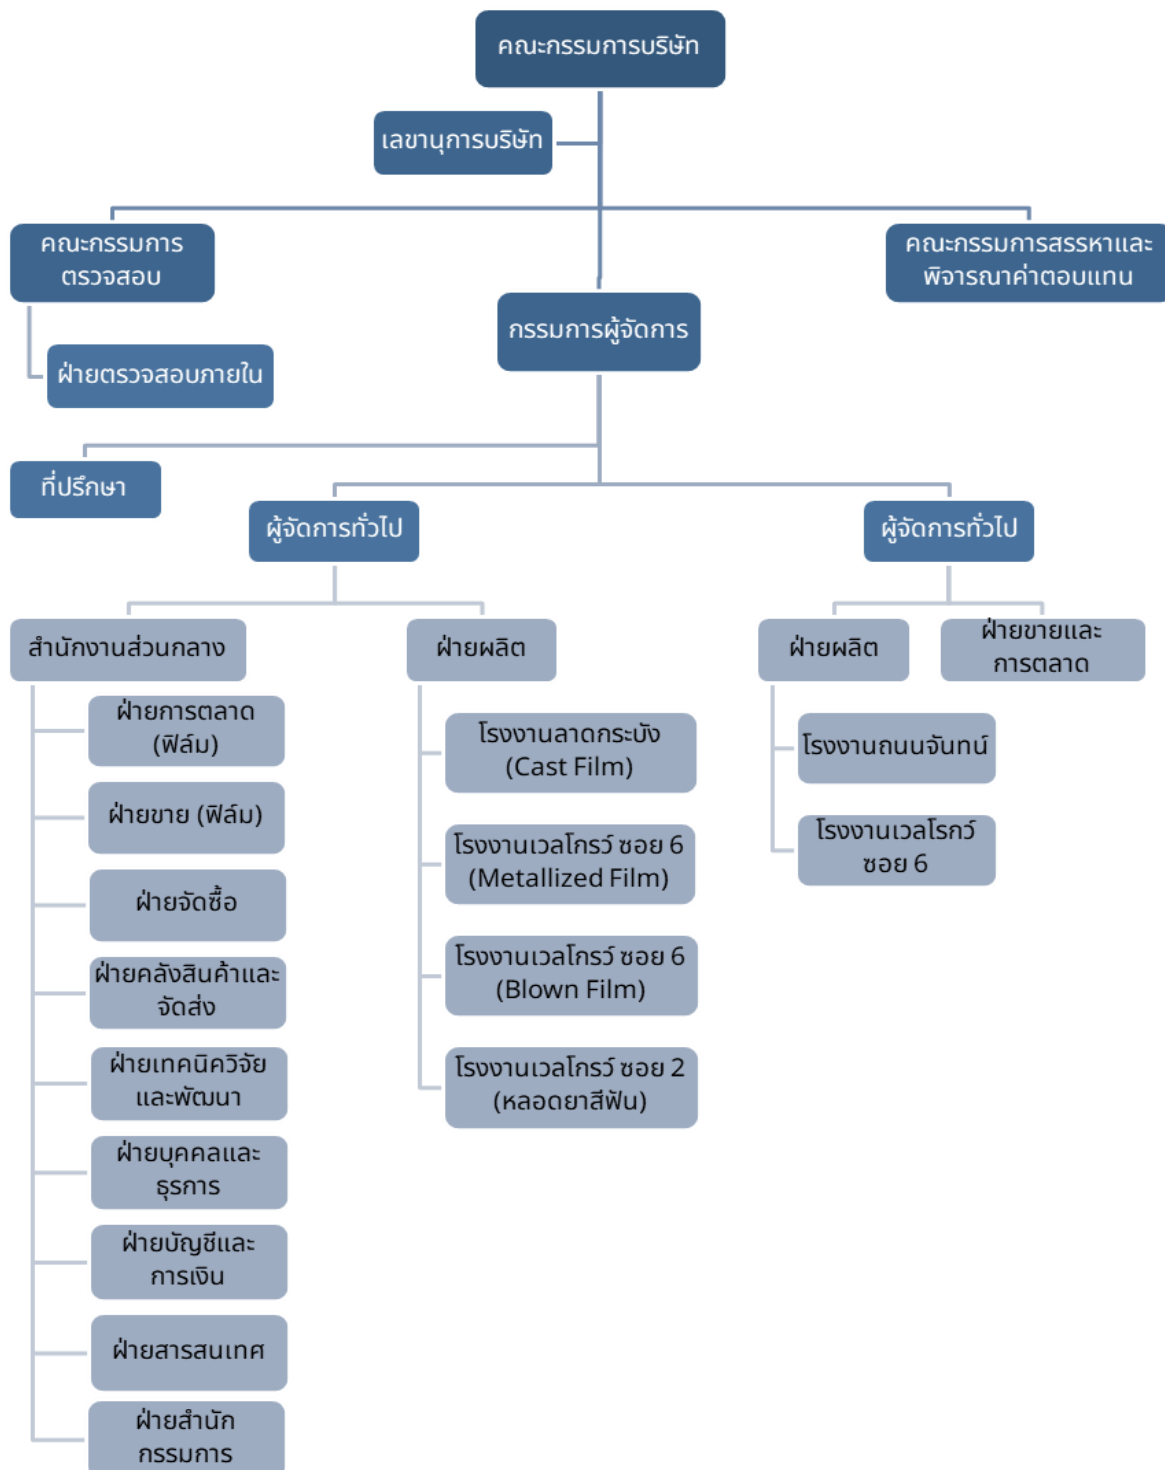 คณะกรรมการบริษัท
เลขานุการบริษัท
คณะกรรมการ
ตรวจสอบ
คณะกรรมการสรรหาและ
พิจารณาค่าตอบแทน
กรรมการผู้จัดการ
ฝ่ายตรวจสอบภายใน
ที่ปรึกษา
ผู้จัดการทั่วไป
ผู้จัดการทั่วไป
สำนักงานส่วนกลาง
ฝ่ายการตลาด
(ฟิล์ม)
ฝ่ายขาย (ฟิล์ม)
ฝ่ายจัดซื้อ
ฝ่ายคลังสินค้าและ
จัดส่ง
ฝ่ายเทคนิควิจัย
และพัฒนา
ฝ่ายบุคคลและ
ธุรการ
ฝ่ายบัญชีและ
การเงิน
ฝ่ายสารสนเทศ
ฝ่ายสำนัก
กรรมการ
ฝ่ายผลิต
โรงงานลาดกระบัง
(Cast Film)
โรงงานเวลโกรว์ ซอย 6
(Metallized Film)
โรงงานเวลโกรว์ ซอย 6
(Blown Film)
โรงงานเวลโกรว์ ซอย 2
(หลอดยาสีฟัน)
ฝ่ายผลิต
โรงงานถนนจันทน์
โรงงานเวลโรกว์
ซอย 6
ฝ่ายขายและ
การตลาด